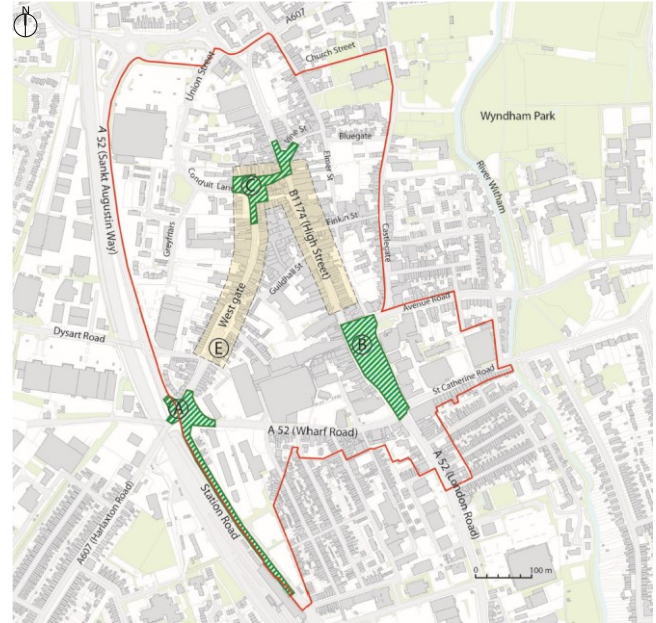 N
A607
Church Street
Union Street
Wyndham Park
Vine St
Bluegate
Elmer St
A 52 (Sankt Augustin Way)
Conduit Lane
C
River Witham
B1174 (High Street)
Finkin St
Castlegate
Greyfriars
Guildhall St
West gate
Avenue Road
Dysart Road
B
E
St Catherine Road
A
A 52 (Wharf Road)
A 52 (London Road)
Station Road
A607 (Harlaxton Road)
0
100 m